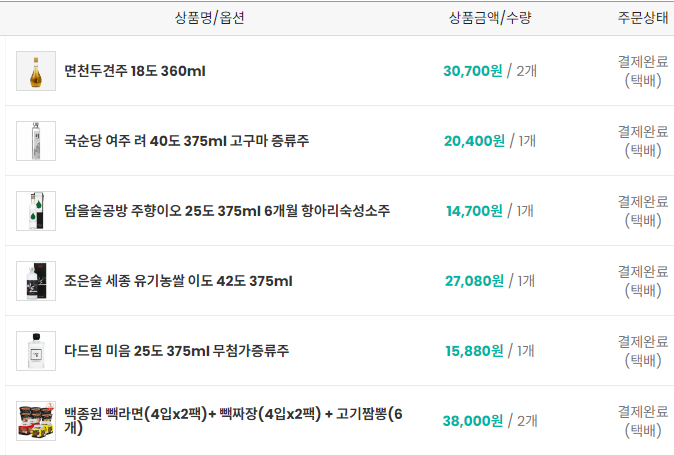 상품명/옵션 상품금액/수량 주문상태
면천두견주 18도 360ml 30,700원 / 2개 결제완료
(택배)
국순당 여주 려 40도 375ml 고구마 증류주 20,400원 / 1개 결제완료
(택배)
담을술공방 주향이오 25도 375ml 6개월 항아리숙성소주 14,700원 / 1개 결제완료
(택배)
조은술 세종 유기농쌀 이도 42도 375ml 27,080원 / 1개 결제완료
(택배)
다드림 미음 25도 375ml 무첨가증류주 15,880원 / 1개 결제완료
(택배)
백종원 빽라면(4입x2팩)+ 빽짜장(4입x2팩) + 고기짬뽕(6
개) 38,000원 / 2개 결제완료
(택배)